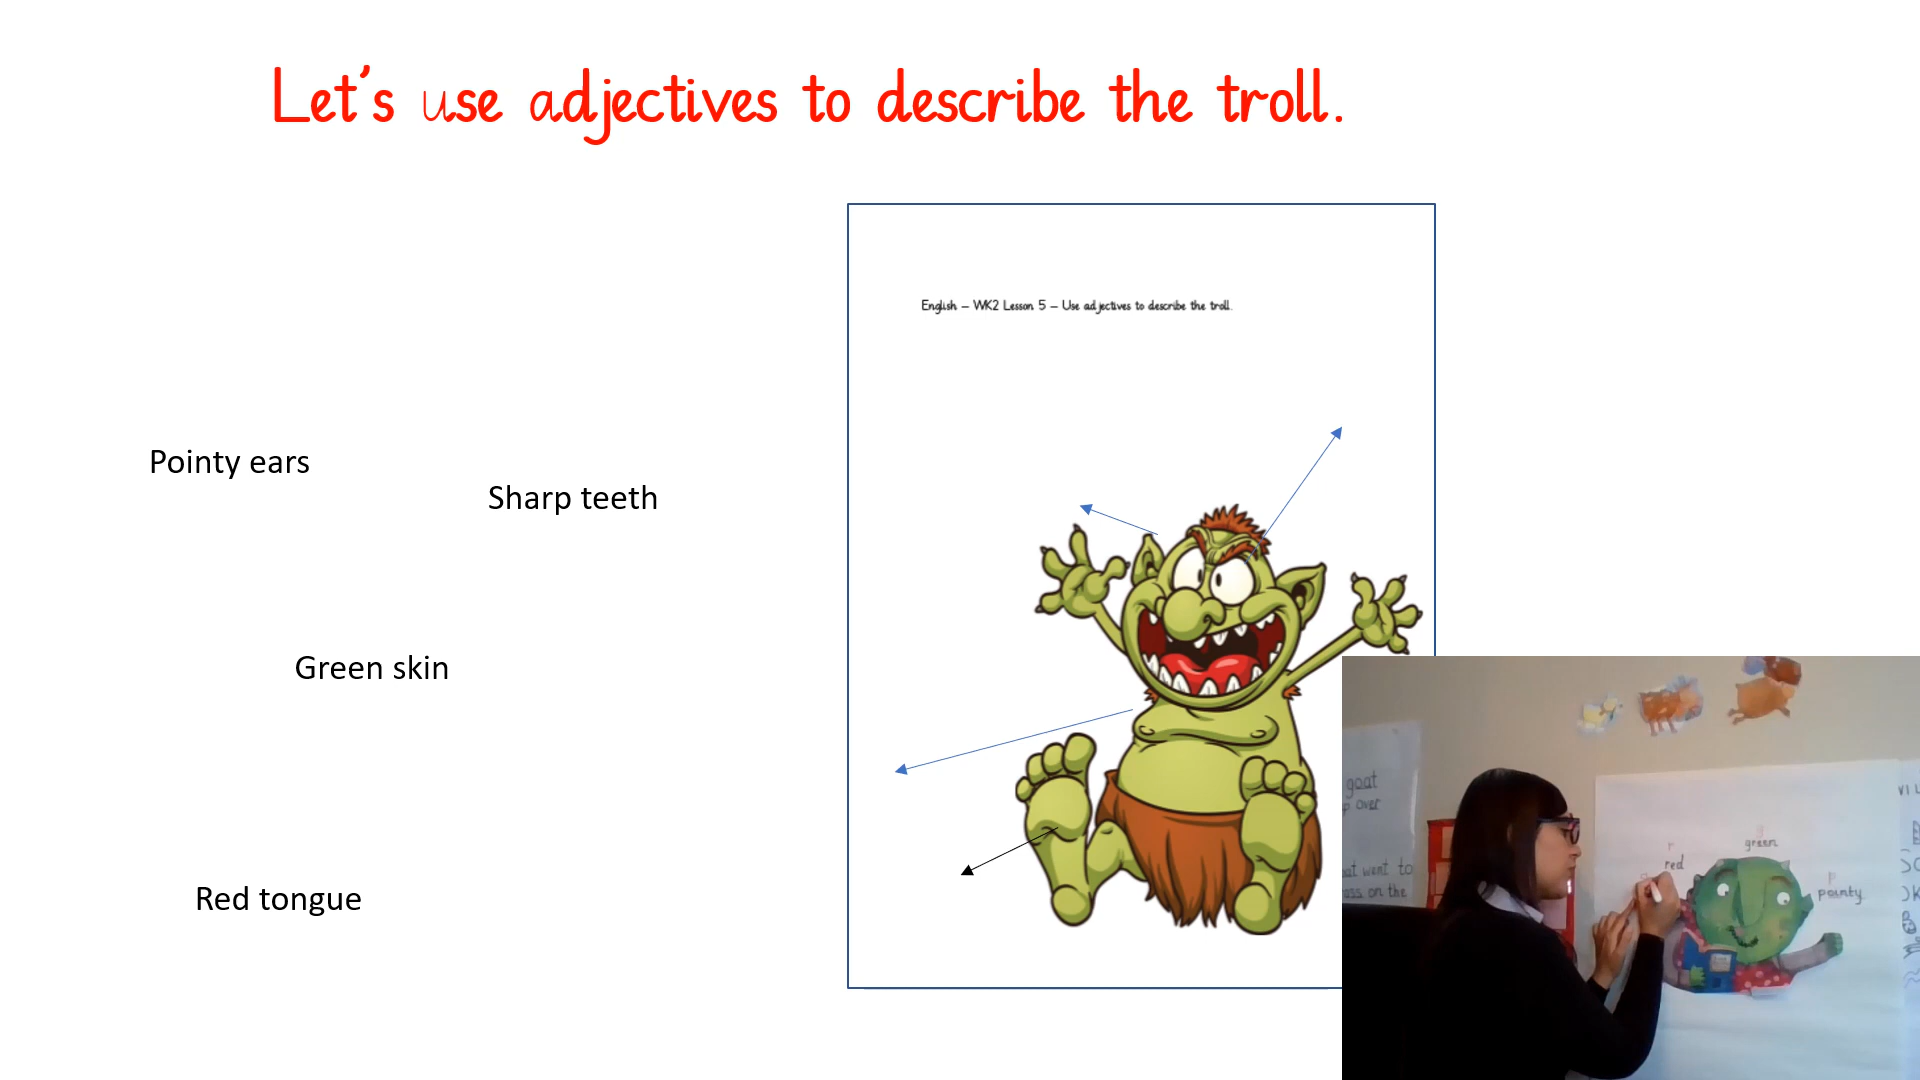 Let's use adjectives to describe the troll.
English – WK2 Lesson 5 – Use adjectives to describe the troll.
Pointy ears
Sharp teeth
Green skin
Red tongue
goat
p over
at went to
ass on the
g
green
r
red
p
pointy